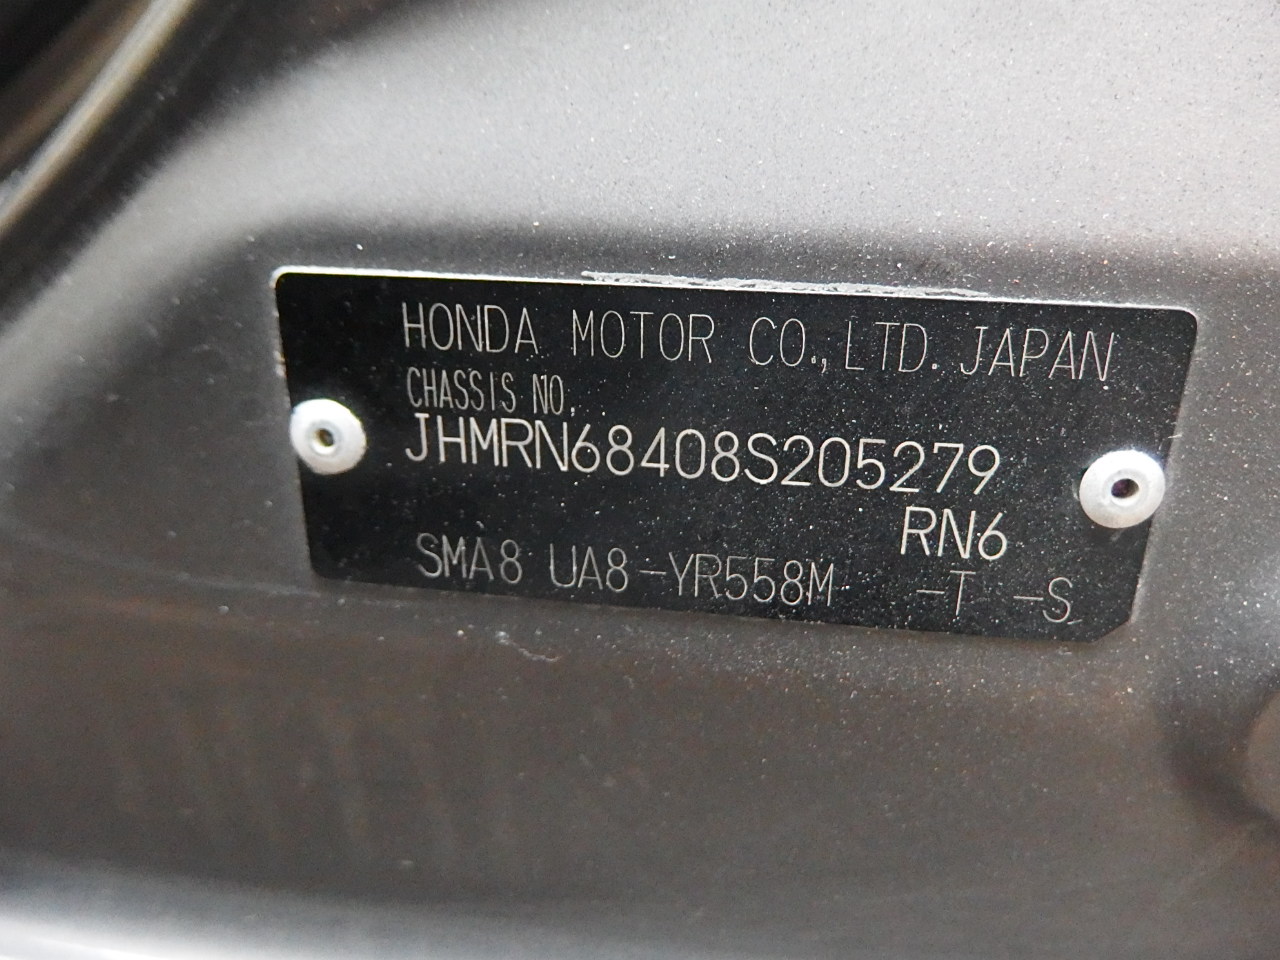 HONDA MOTOR CO.,LTD. JAPAN
CHASSIS NO.
JHMRN68408S205279
RN6
SMA8 UA8-YR558M -T -S